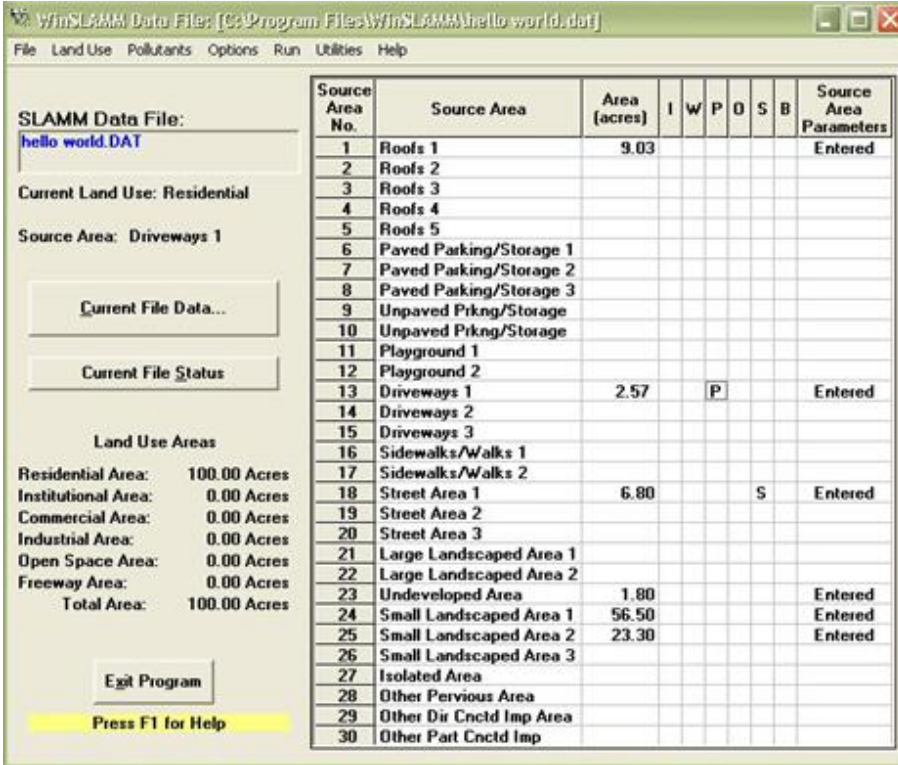 WinSLAMM Data File: [C:\Program Files\WinSLAMM\hello world.dat]
File Land Use Pollutants Options Run Utilities Help
SLAMM Data File:
hello world.DAT
Current Land Use: Residential
Source Area: Driveways 1
Current File Data...
Current File Status
Land Use Areas
Residential Area: 100.00 Acres
Institutional Area: 0.00 Acres
Commercial Area: 0.00 Acres
Industrial Area: 0.00 Acres
Open Space Area: 0.00 Acres
Freeway Area: 0.00 Acres
Total Area: 100.00 Acres
Exit Program
Press F1 for Help
Source Area No. Source Area Area (acres) I W P O S B Source Area Parameters
1 Roofs 1 9.03 Entered
2 Roofs 2
3 Roofs 3
4 Roofs 4
5 Roofs 5
6 Paved Parking/Storage 1
7 Paved Parking/Storage 2
8 Paved Parking/Storage 3
9 Unpaved Prkng/Storage
10 Unpaved Prkng/Storage
11 Playground 1
12 Playground 2
13 Driveways 1 2.57 P Entered
14 Driveways 2
15 Driveways 3
16 Sidewalks/Walks 1
17 Sidewalks/Walks 2
18 Street Area 1 6.80 S Entered
19 Street Area 2
20 Street Area 3
21 Large Landscaped Area 1
22 Large Landscaped Area 2
23 Undeveloped Area 1.80 Entered
24 Small Landscaped Area 1 56.50 Entered
25 Small Landscaped Area 2 23.30 Entered
26 Small Landscaped Area 3
27 Isolated Area
28 Other Pervious Area
29 Other Dir Cnctd Imp Area
30 Other Part Cnctd Imp